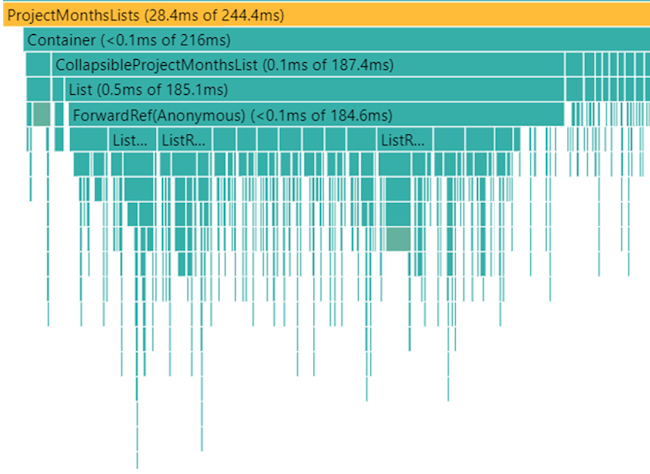 ProjectMonthsLists (28.4ms of 244.4ms)
Container (<0.1ms of 216ms)
CollapsibleProjectMonthsList (0.1ms of 187.4ms)
List (0.5ms of 185.1ms)
ForwardRef(Anonymous) (<0.1ms of 184.6ms)
List... ListR... ListR...